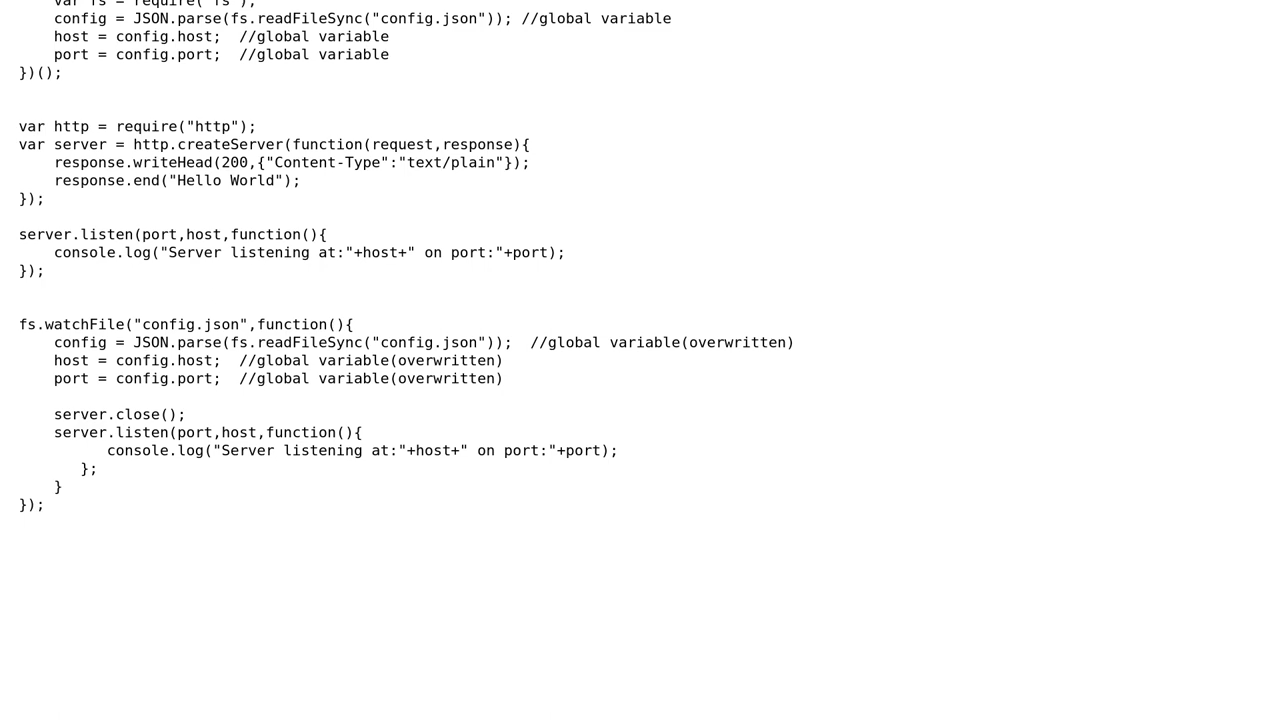 var fs = require("fs");
config = JSON.parse(fs.readFileSync("config.json")); //global variable
host = config.host;  //global variable
port = config.port;  //global variable
})();
var http = require("http");
var server = http.createServer(function(request,response){
response.writeHead(200,{"Content-Type":"text/plain"});
response.end("Hello World");
});
server.listen(port,host,function(){
console.log("Server listening at:"+host+" on port:"+port);
});
fs.watchFile("config.json",function(){
config = JSON.parse(fs.readFileSync("config.json"));  //global variable(overwritten)
host = config.host;  //global variable(overwritten)
port = config.port;  //global variable(overwritten)
server.close();
server.listen(port,host,function(){
console.log("Server listening at:"+host+" on port:"+port);
};
}
});